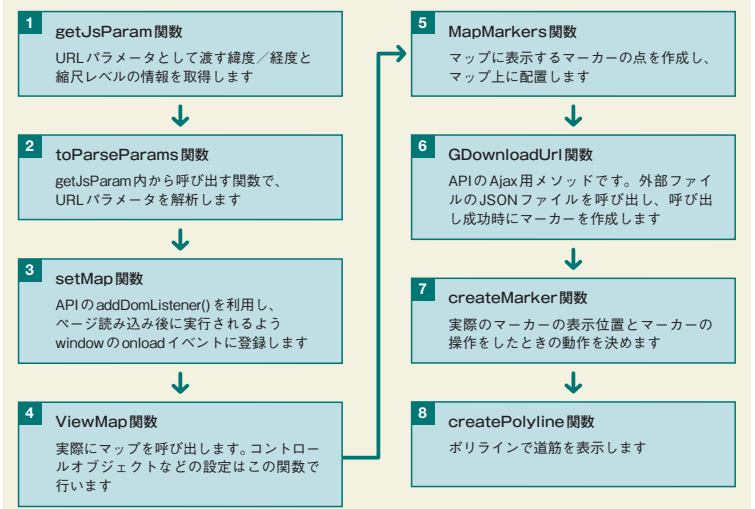 1
getJsParam関数
URLパラメータとして渡す緯度／経度と
縮尺レベルの情報を取得します
2
toParseParams関数
getJsParam内から呼び出す関数で、
URLパラメータを解析します
3
setMap関数
APIのaddDomListener()を利用し、
ページ読み込み後に実行されるよう
windowのonloadイベントに登録します
4
ViewMap関数
実際にマップを呼び出します。コントロー
ルオブジェクトなどの設定はこの関数で
行います
5
MapMarkers関数
マップに表示するマーカーの点を作成し、
マップ上に配置します
6
GDownloadUrl関数
APIのAjax用メソッドです。外部ファイ
ルのJSONファイルを呼び出し、呼び出
し成功時にマーカーを作成します
7
createMarker関数
実際のマーカーの表示位置とマーカーの
操作をしたときの動作を決めます
8
createPolyline関数
ポリラインで道筋を表示します